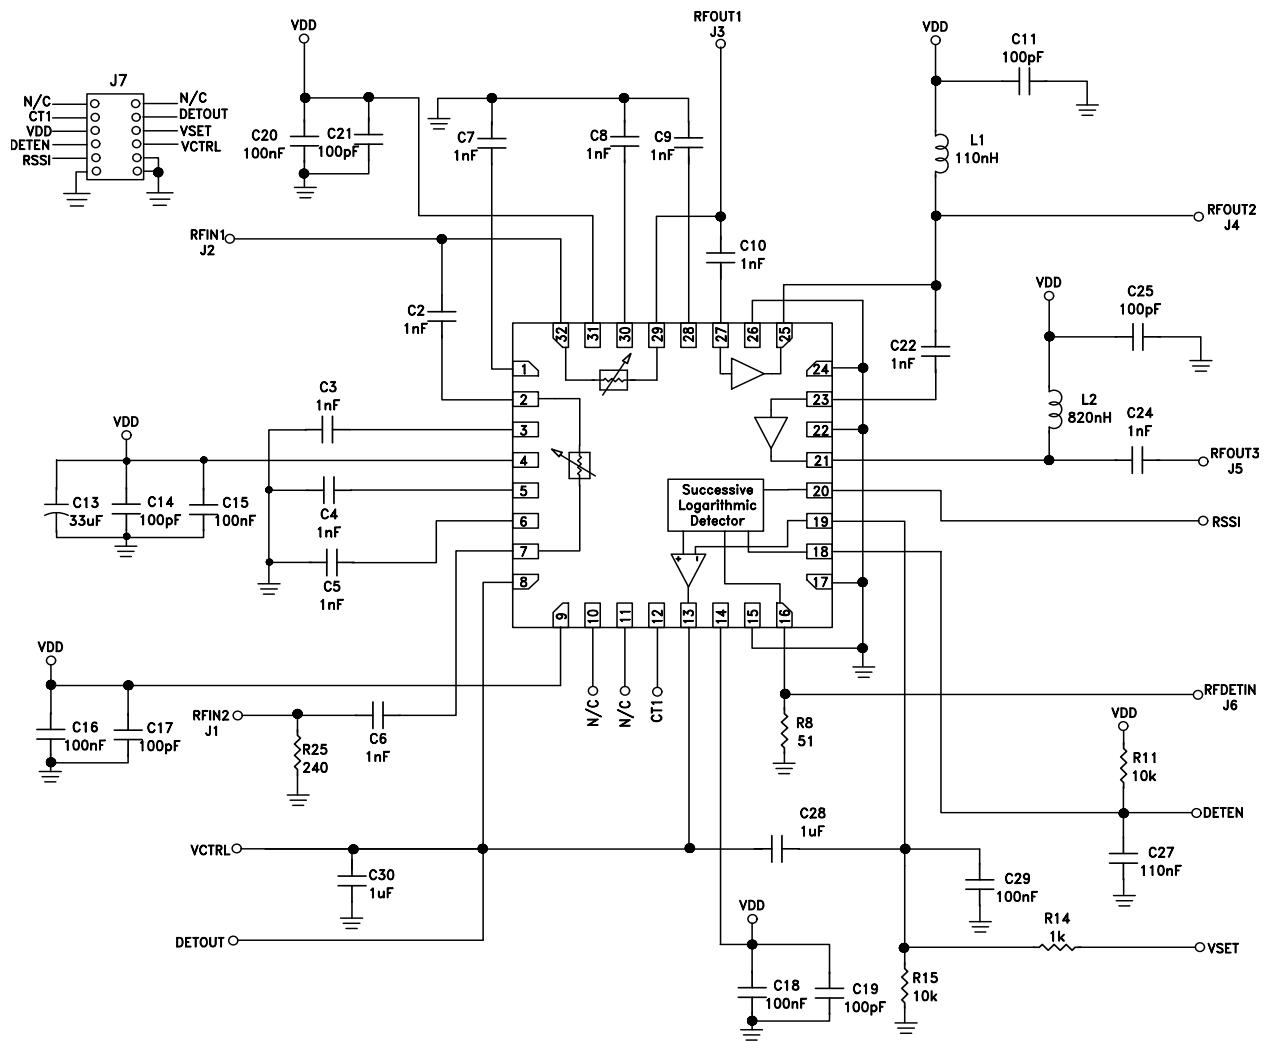 RFOUT1
J3
VDD
VDD
C11
100pF
J7
N/C
CT1
VDD
DETEN
RSSI
N/C
DETOUT
VSET
VCTRL
C20
100nF
C21
100pF
C7
1nF
C8
1nF
C9
1nF
L1
110nH
RFOUT2
J4
RFIN1
J2
C10
1nF
C2
1nF
VDD
C25
100pF
C22
1nF
32
31
30
29
28
27
26
25
1
2
3
4
5
6
7
8
24
23
22
21
20
19
18
17
9
10
11
12
13
14
15
16
C3
1nF
L2
820nH
C24
1nF
RFOUT3
J5
VDD
C13
33uF
C14
100pF
C15
100nF
C4
1nF
C5
1nF
Successive
Logarithmic
Detector
+
-
RSSI
VDD
C16
100nF
C17
100pF
RFIN2
J1
R25
240
C6
1nF
N/C
N/C
CT1
R8
51
RFDETIN
J6
VDD
R11
10k
DETEN
C27
110nF
VCTRL
C30
1uF
C28
1uF
C29
100nF
DETOUT
VDD
C18
100nF
C19
100pF
R14
1k
VSET
R15
10k